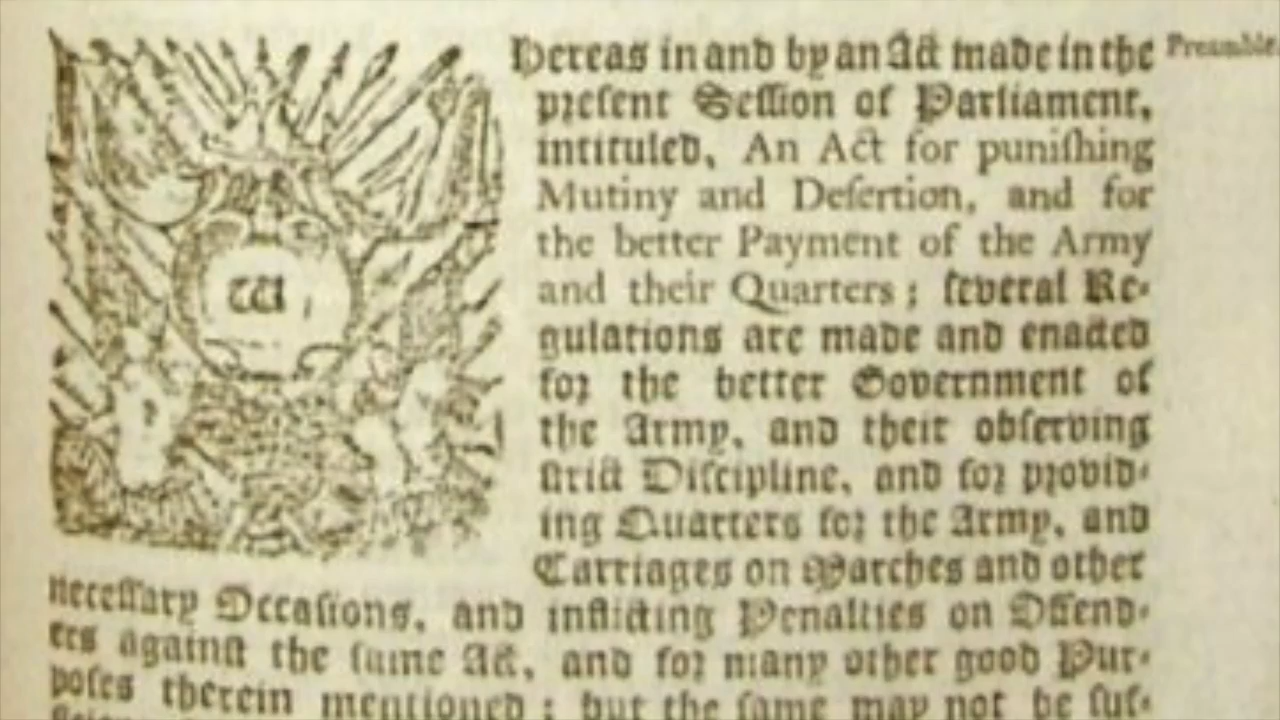 WHereas in and by an Act made in the
Preamble
preſent Seſſion of Parliament,
intituled, An Act for puniſhing
Mutiny and Deſertion, and for
the better Payment of the Army
and their Quarters; ſeveral Re-
gulations are made and enacted
for the better Government of
the Army, and their obſerving
ſtrict Diſcipline, and for provid-
ing Quarters for the Army, and
Carriages on Marches and other
neceſſary Occaſions, and inflicting Penalties on Offend-
ers againſt the ſame Act, and for many other good Pur-
poſes therein mentioned; but the ſame may not be ſuf-